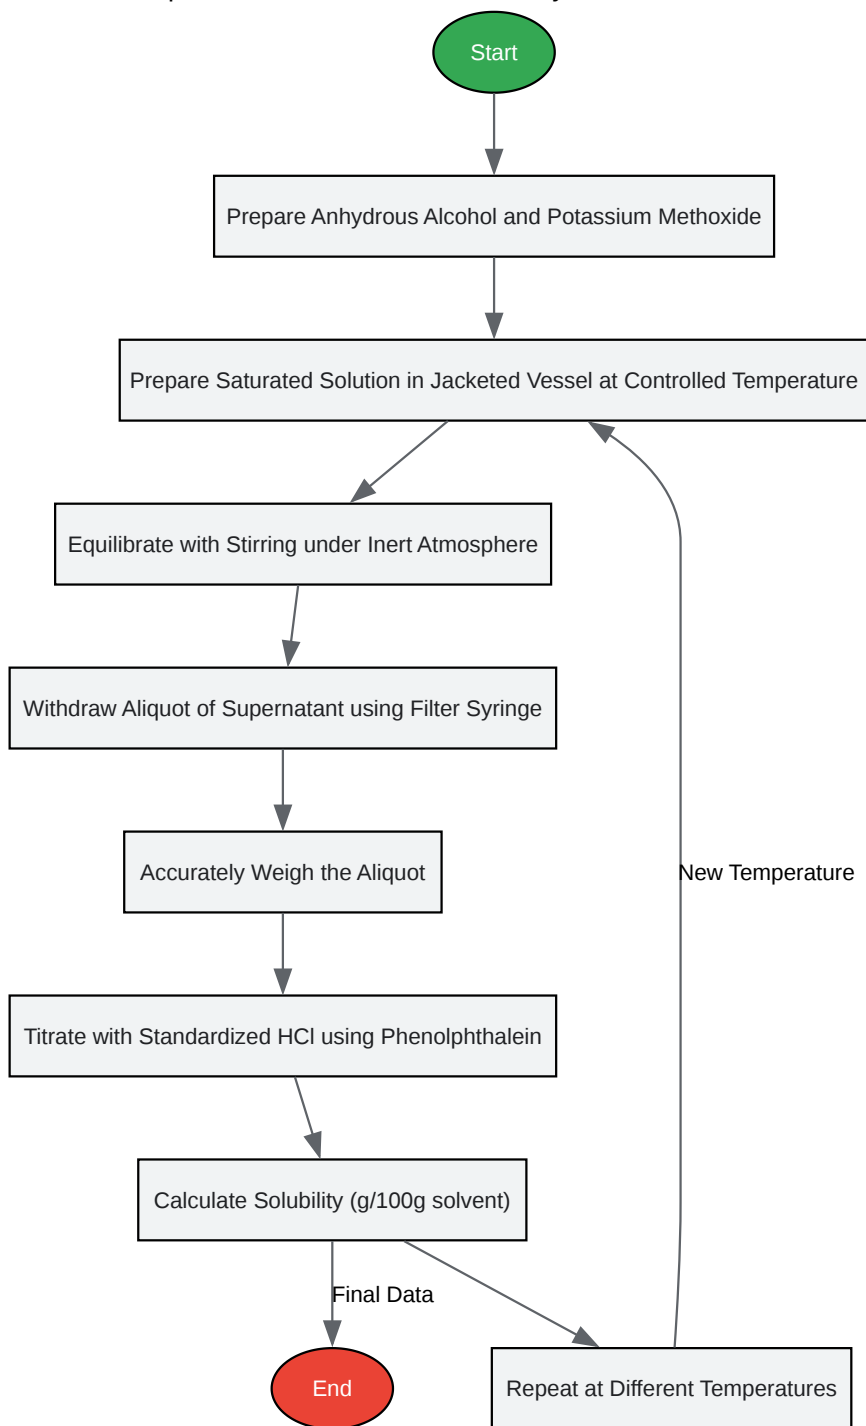 Start
Prepare Anhydrous Alcohol and Potassium Methoxide
Prepare Saturated Solution in Jacketed Vessel at Controlled Temperature
Equilibrate with Stirring under Inert Atmosphere
Withdraw Aliquot of Supernatant using Filter Syringe
Accurately Weigh the Aliquot
New Temperature
Titrate with Standardized HCl using Phenolphthalein
Calculate Solubility (g/100g solvent)
Final Data
End
Repeat at Different Temperatures